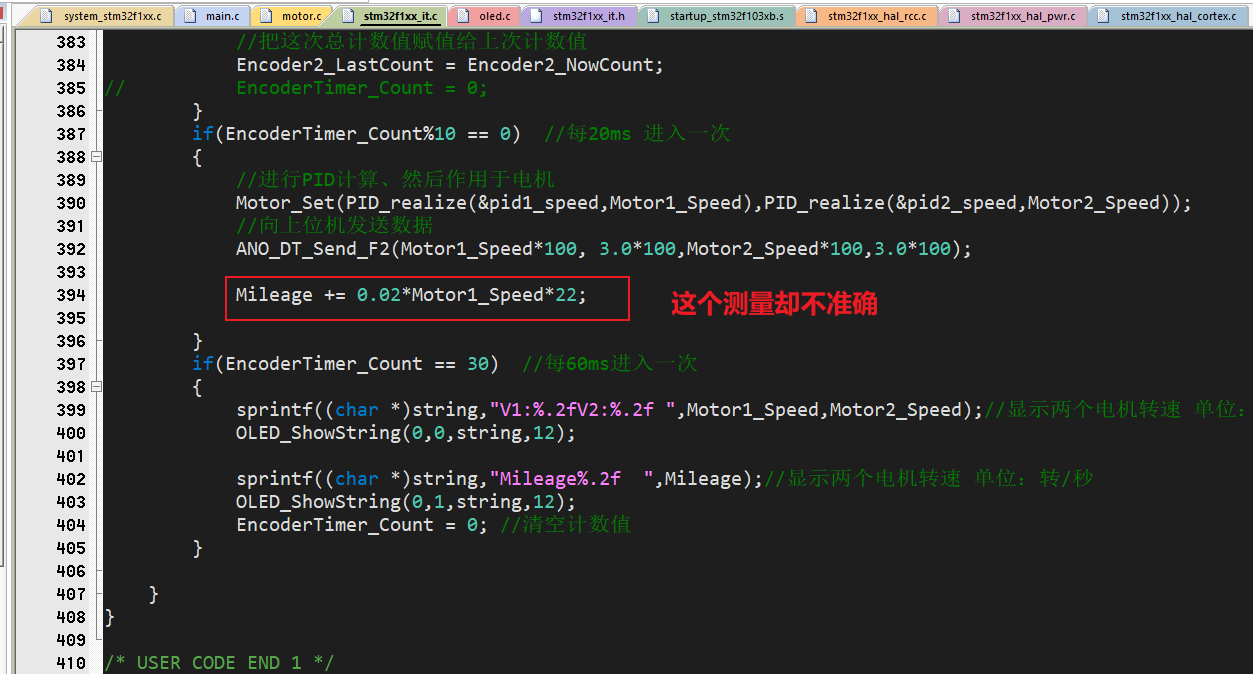 system_stm32f1xx.c main.c motor.c stm32f1xx_it.c oled.c stm32f1xx_it.h startup_stm32f103xb.s stm32f1xx_hal_rcc.c stm32f1xx_hal_pwr.c stm32f1xx_hal_cortex.c
383 //把这次总计数值赋值给上次计数值
384 Encoder2_LastCount = Encoder2_NowCount;
385 // EncoderTimer_Count = 0;
386 }
387 if(EncoderTimer_Count%10 == 0) //每20ms 进入一次
388 {
389 //进行PID计算、然后作用于电机
390 Motor_Set(PID_realize(&pid1_speed,Motor1_Speed),PID_realize(&pid2_speed,Motor2_Speed));
391 //向上位机发送数据
392 ANO_DT_Send_F2(Motor1_Speed*100, 3.0*100,Motor2_Speed*100,3.0*100);
393
394 Mileage += 0.02*Motor1_Speed*22; 这个测量却不准确
395
396 }
397 if(EncoderTimer_Count == 30) //每60ms进入一次
398 {
399 sprintf((char *)string,"V1:%.2fV2:%.2f ",Motor1_Speed,Motor2_Speed);//显示两个电机转速 单位:
400 OLED_ShowString(0,0,string,12);
401
402 sprintf((char *)string,"Mileage%.2f  ",Mileage);//显示两个电机转速 单位：转/秒
403 OLED_ShowString(0,1,string,12);
404 EncoderTimer_Count = 0; //清空计数值
405 }
406
407 }
408 }
409
410 /* USER CODE END 1 */